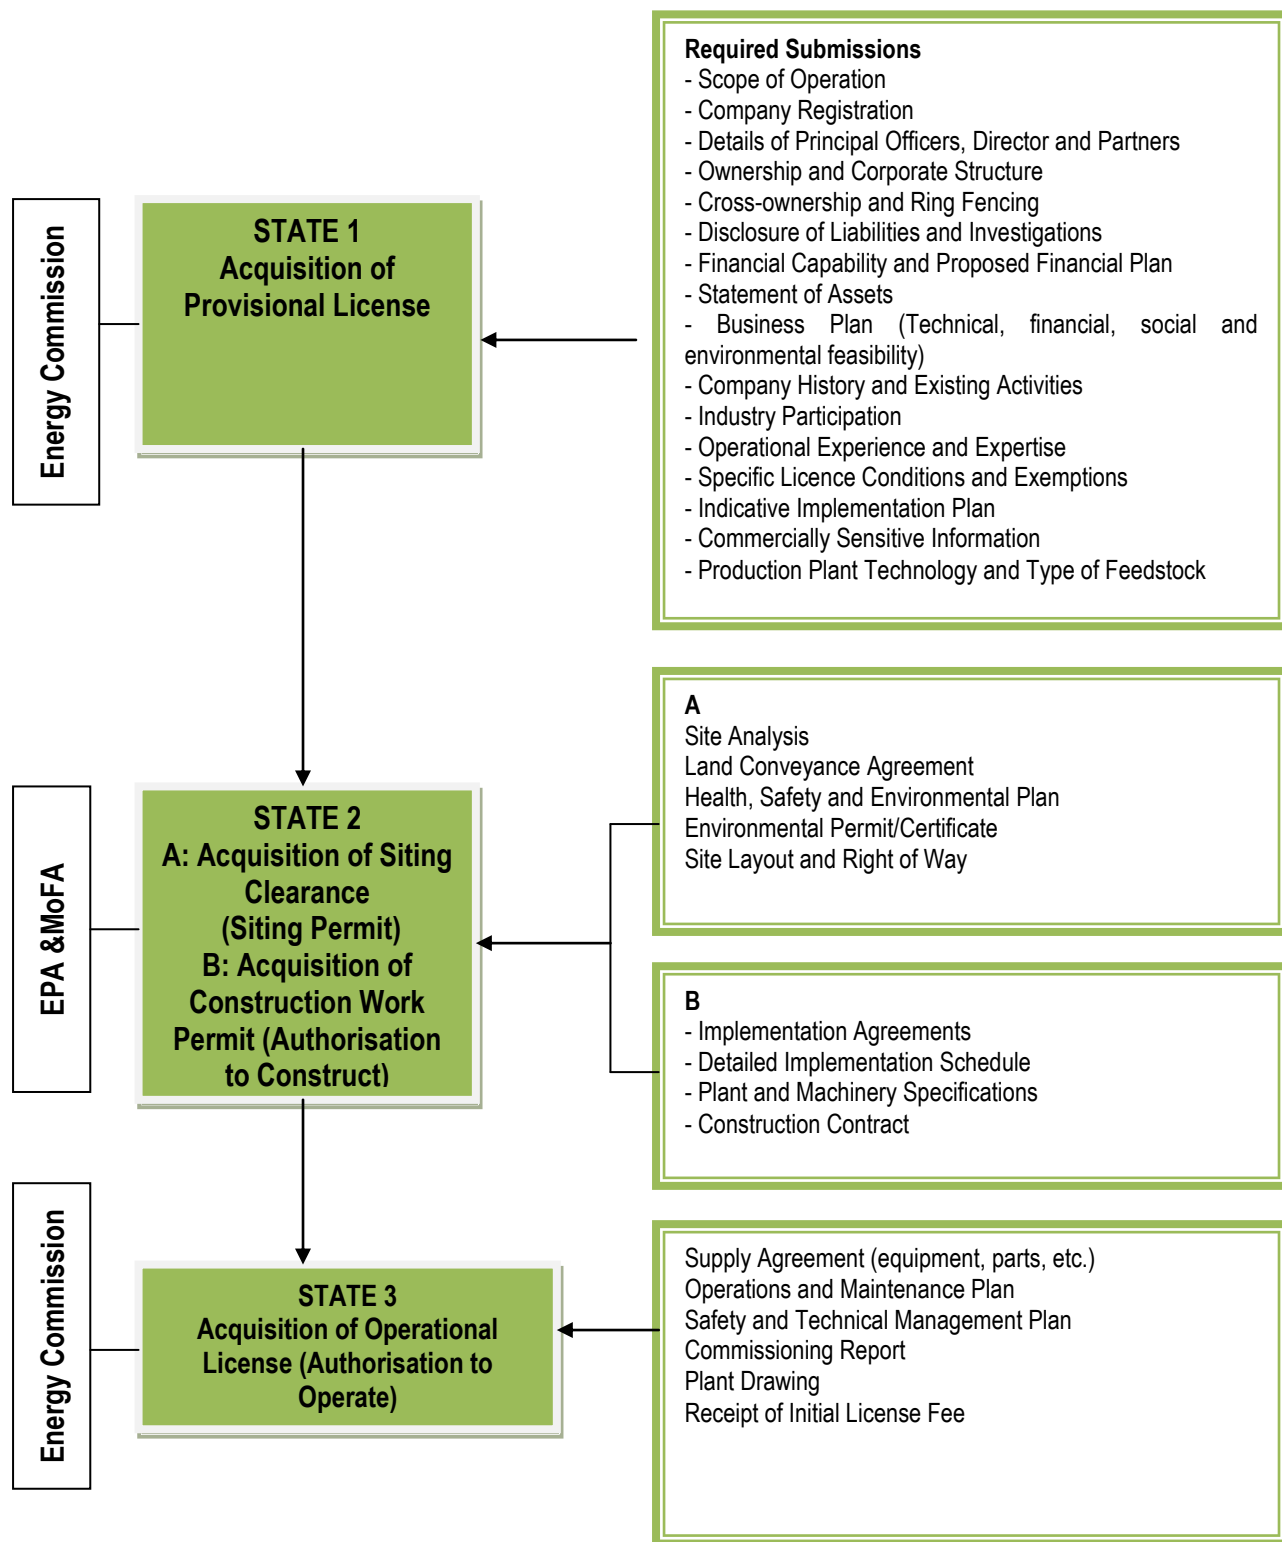 Required Submissions
- Scope of Operation
- Company Registration
- Details of Principal Officers, Director and Partners
- Ownership and Corporate Structure
- Cross-ownership and Ring Fencing
- Disclosure of Liabilities and Investigations
- Financial Capability and Proposed Financial Plan
- Statement of Assets
- Business Plan (Technical, financial, social and
environmental feasibility)
- Company History and Existing Activities
- Industry Participation
- Operational Experience and Expertise
- Specific Licence Conditions and Exemptions
- Indicative Implementation Plan
- Commercially Sensitive Information
- Production Plant Technology and Type of Feedstock
Energy Commission
STATE 1
Acquisition of
Provisional License
A
Site Analysis
Land Conveyance Agreement
Health, Safety and Environmental Plan
Environmental Permit/Certificate
Site Layout and Right of Way
EPA &MoFA
STATE 2
A: Acquisition of Siting
Clearance
(Siting Permit)
B: Acquisition of
Construction Work
Permit (Authorisation
to Construct)
B
- Implementation Agreements
- Detailed Implementation Schedule
- Plant and Machinery Specifications
- Construction Contract
Energy Commission
STATE 3
Acquisition of Operational
License (Authorisation to
Operate)
Supply Agreement (equipment, parts, etc.)
Operations and Maintenance Plan
Safety and Technical Management Plan
Commissioning Report
Plant Drawing
Receipt of Initial License Fee